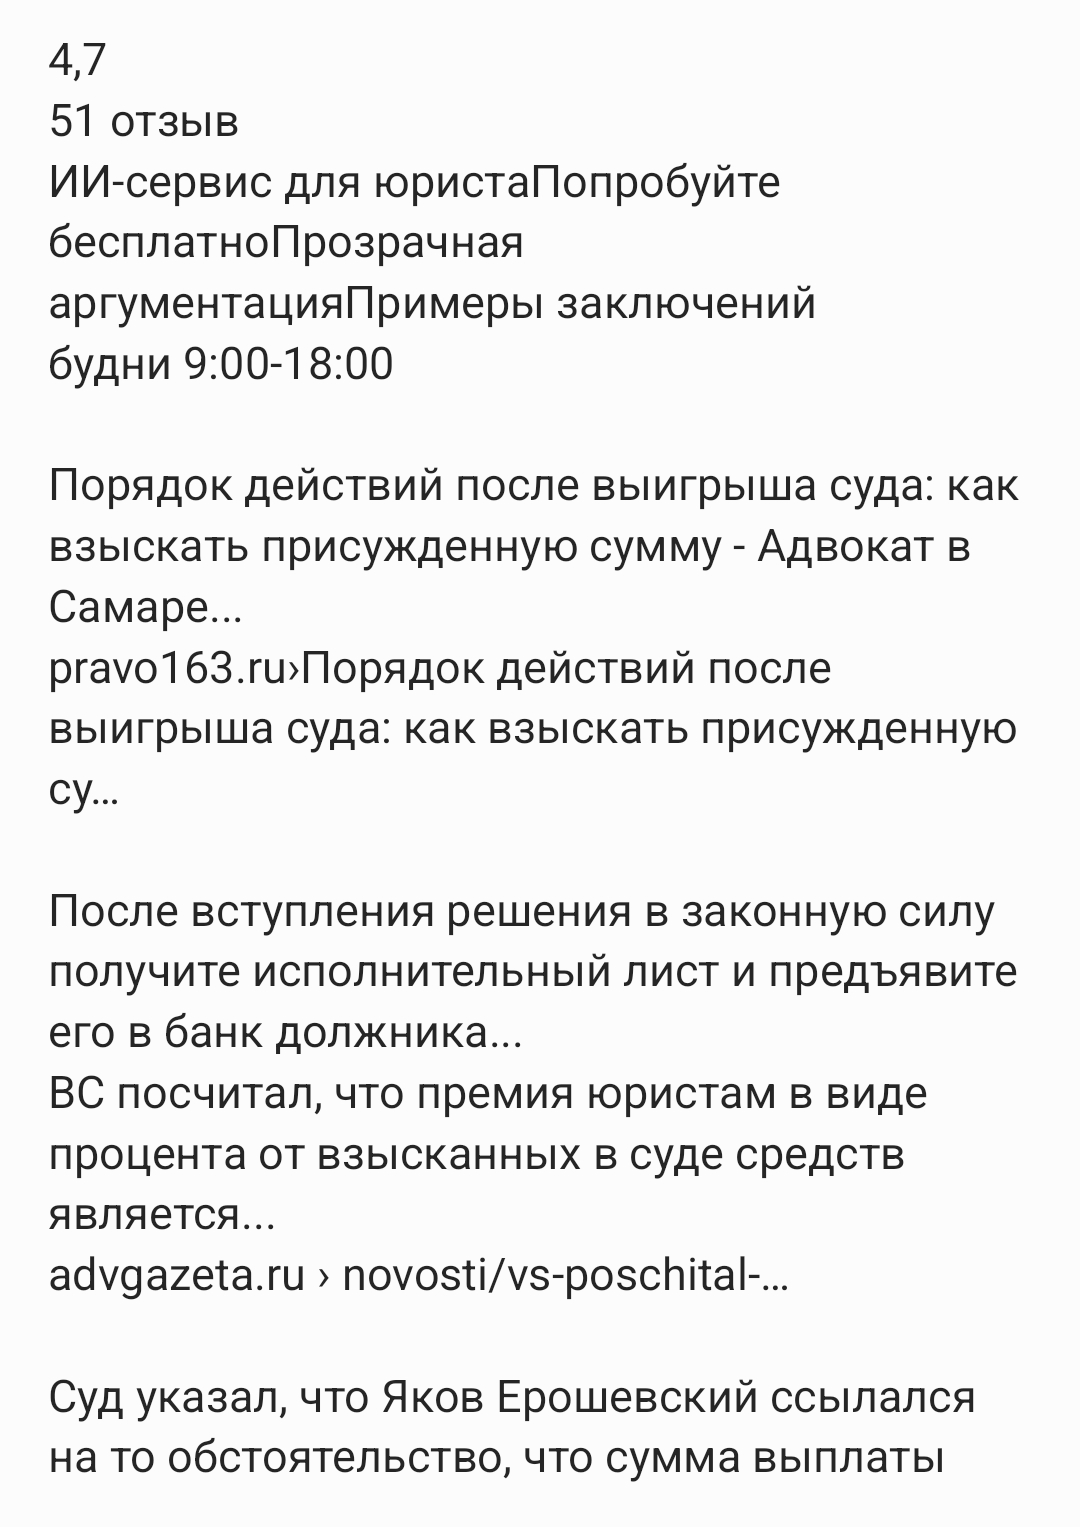 4,7
51 отзыв
ИИ-сервис для юристаПопробуйте
бесплатноПрозрачная
аргументацияПримеры заключений
будни 9:00-18:00
Порядок действий после выигрыша суда: как
взыскать присужденную сумму - Адвокат в
Самаре...
pravo163.ru›Порядок действий после
выигрыша суда: как взыскать присужденную
су…
После вступления решения в законную силу
получите исполнительный лист и предъявите
его в банк должника...
ВС посчитал, что премия юристам в виде
процента от взысканных в суде средств
является...
advgazeta.ru › novosti/vs-poschital-…
Суд указал, что Яков Ерошевский ссылался
на то обстоятельство, что сумма выплаты